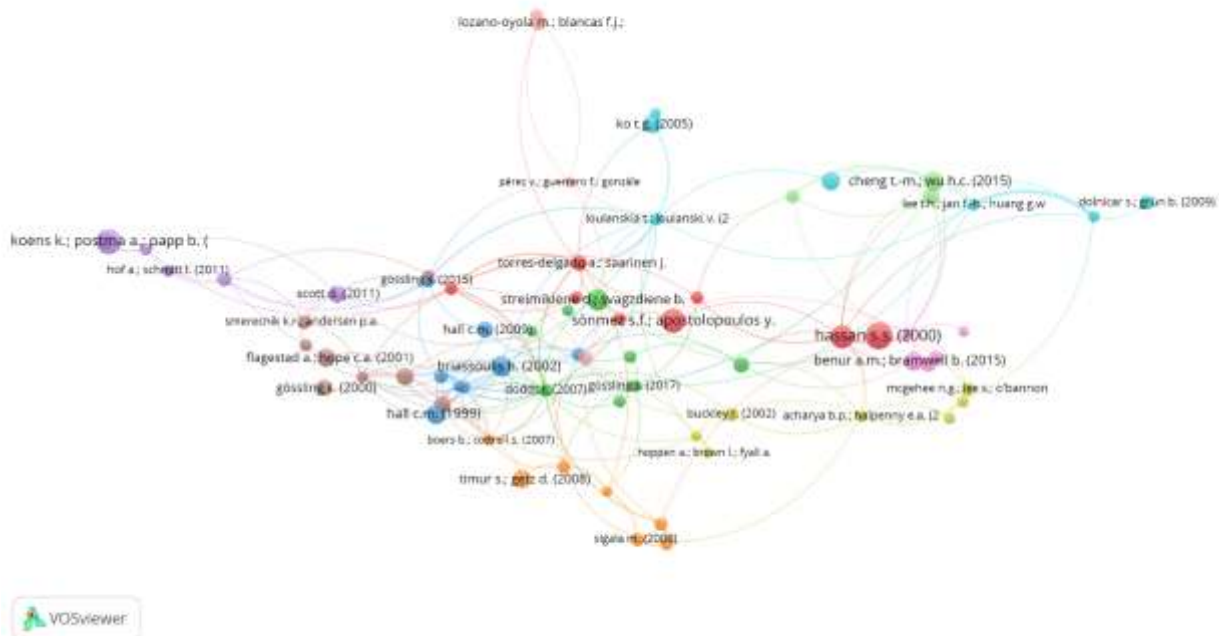 lozano-oyola m.; blancas f.j.;
ko t.g. (2005)
pérez v.; guerrero f.; gonzále
cheng t.-m.; wu h.c. (2015)
lee t.h.; jan f.-h.; huang g.w
dolnicar s.; grün b. (2009)
loulanski t.; loulanski v. (2
koens k.; postma a.; papp b. (
hof a.; schmitt t. (2011)
torres-delgado a.; saarinen j.
gössling s. (2015)
scott d. (2011)
streimikiene d.; wagzdiene b.
sönmez s.f.; apostolopoulos y.
smerecnik k.r.; andersen p.a.
hall c.m. (2009)
hassan s.s. (2000)
flagestad a.; hope c.a. (2001)
briassoulis h. (2002)
benur a.m.; bramwell b. (2015)
gössling s. (2000)
dodds r. (2007)
gössling s. (2017)
mcgehee n.g.; lee s.; o'bannon
hall c.m. (1999)
buckley r. (2002)
acharya b.p.; halpenny e.a. (2
boers b.; cottrell s. (2007)
hoppen a.; brown l.; fyall a.
timur s.; getz d. (2008)
sigala m. (2008)
VOSviewer